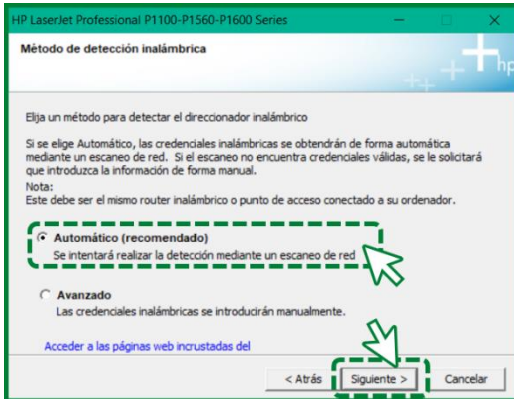 HP LaserJet Professional P1100-P1560-P1600 Series
Método de detección inalámbrica
hp
Elija un método para detectar el direccionador inalámbrico
Si se elige Automático, las credenciales inalámbricas se obtendrán de forma automática
mediante un escaneo de red. Si el escaneo no encuentra credenciales válidas, se le solicitará
que introduzca la información de forma manual.
Nota:
Este debe ser el mismo router inalámbrico o punto de acceso conectado a su ordenador.
Automático (recomendado)
Se intentará realizar la detección mediante un escaneo de red
Avanzado
Las credenciales inalámbricas se introducirán manualmente.
Acceder a las páginas web incrustadas del
< Atrás Siguiente > Cancelar